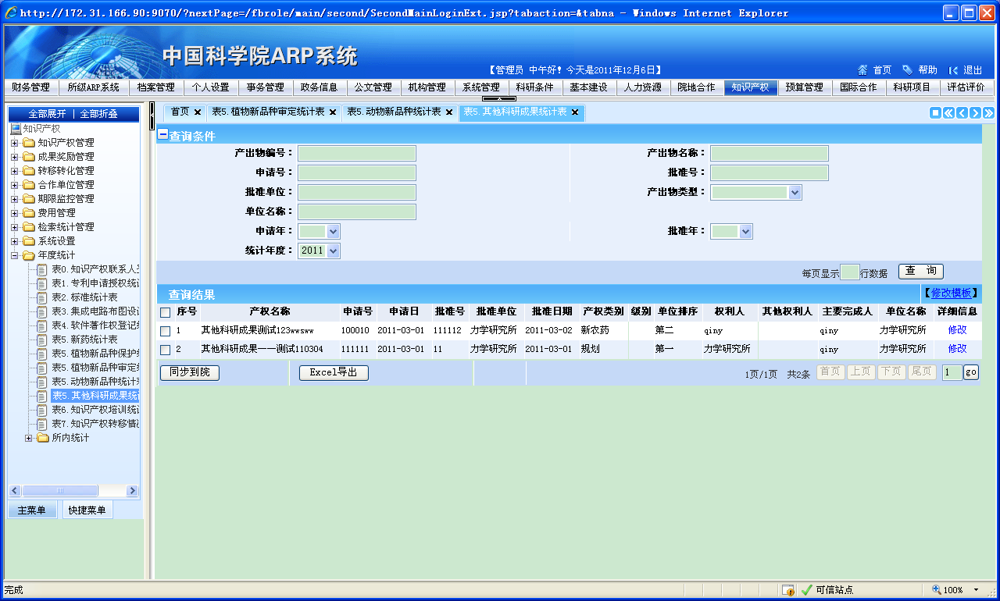 http://172.31.166.90:9070/?nextPage=/fbrole/main/second/SecondMainLoginExt.jsp?tabaction=&tabna - Windows Internet Explorer
中国科学院ARP系统
【管理员 中午好! 今天是2011年12月6日】
首页 帮助 退出
财务管理 所级ARP系统 档案管理 个人设置 事务管理 政务信息 公文管理 机构管理 系统管理 科研条件 基本建设 人力资源 院地合作 知识产权 预算管理 国际合作 科研项目 评估评价
全部展开 | 全部折叠
知识产权
知识产权管理
成果奖励管理
转移转化管理
合作单位管理
期限监控管理
费用管理
检索统计管理
系统设置
年度统计
表0.知识产权联系人
表1.专利申请授权统
表2.标准统计表
表3.集成电路布图设
表4.软件著作权登记
表5.新药统计表
表5.植物新品种保护
表5.植物新品种审定
表5.动物新品种统计
表5.其他科研成果统
表6.知识产权培训统
表7.知识产权转移情
所内统计
主菜单 快捷菜单
首页 表5.植物新品种审定统计表 表5.动物新品种统计表 表5.其他科研成果统计表
查询条件
产出物编号： 产出物名称：
申请号： 批准号：
批准单位： 产出物类型：
单位名称：
申请年： 批准年：
统计年度： 2011
每页显示 行数据 查 询
查询结果 【修改模板】
序号 产权名称 申请号 申请日 批准号 批准单位 批准日期 产权类别 级别 单位排序 权利人 其他权利人 主要完成人 单位名称 详细信息
1 其他科研成果测试123wwsww 100010 2011-03-01 111112 力学研究所 2011-03-02 新农药 第二 qiny qiny 力学研究所 修改
2 其他科研成果一一测试110304 111111 2011-03-01 11 力学研究所 2011-03-01 规划 第一 力学研究所 qiny 力学研究所 修改
同步到院 Excel导出 1页/1页 共2条 首页 上页 下页 尾页 1 go
完成 可信站点 100%